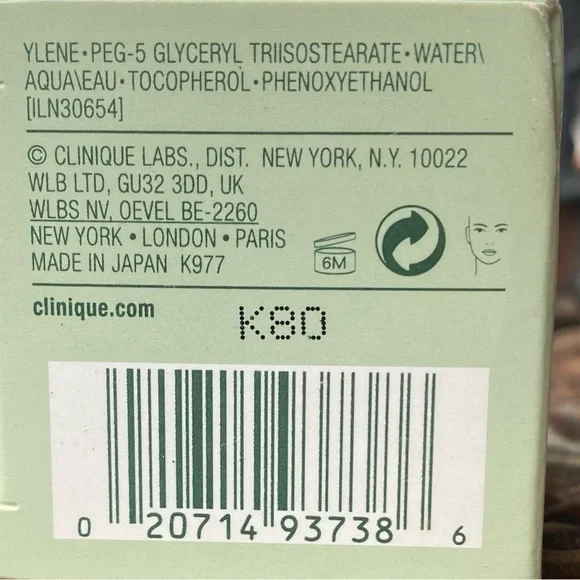 YLENE•PEG-5 GLYCERYL TRIISOSTEARATE•WATER\
AQUA\EAU•TOCOPHEROL•PHENOXYETHANOL
[ILN30654]
© CLINIQUE LABS., DIST. NEW YORK, N.Y. 10022
WLB LTD, GU32 3DD, UK
WLBS NV, OEVEL BE-2260
NEW YORK • LONDON • PARIS
MADE IN JAPAN K977
6M
clinique.com
K80
0 20714 93738 6